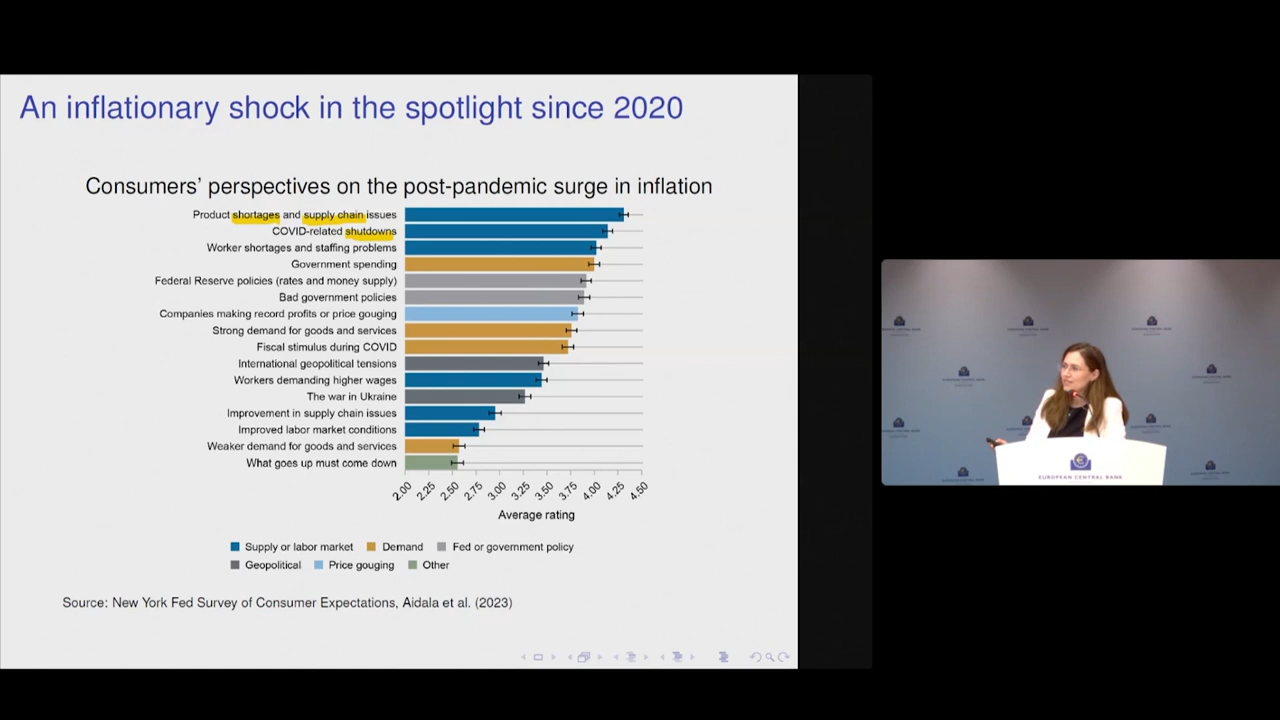 An inflationary shock in the spotlight since 2020
Consumers' perspectives on the post-pandemic surge in inflation
Product shortages and supply chain issues
COVID-related shutdowns
Worker shortages and staffing problems
Government spending
Federal Reserve policies (rates and money supply)
Bad government policies
Companies making record profits or price gouging
Strong demand for goods and services
Fiscal stimulus during COVID
International geopolitical tensions
Workers demanding higher wages
The war in Ukraine
Improvement in supply chain issues
Improved labor market conditions
Weaker demand for goods and services
What goes up must come down
2.00 2.25 2.50 2.75 3.00 3.25 3.50 3.75 4.00 4.25 4.50
Average rating
Supply or labor market Demand Fed or government policy
Geopolitical Price gouging Other
Source: New York Fed Survey of Consumer Expectations, Aidala et al. (2023)
EUROPEAN CENTRAL BANK